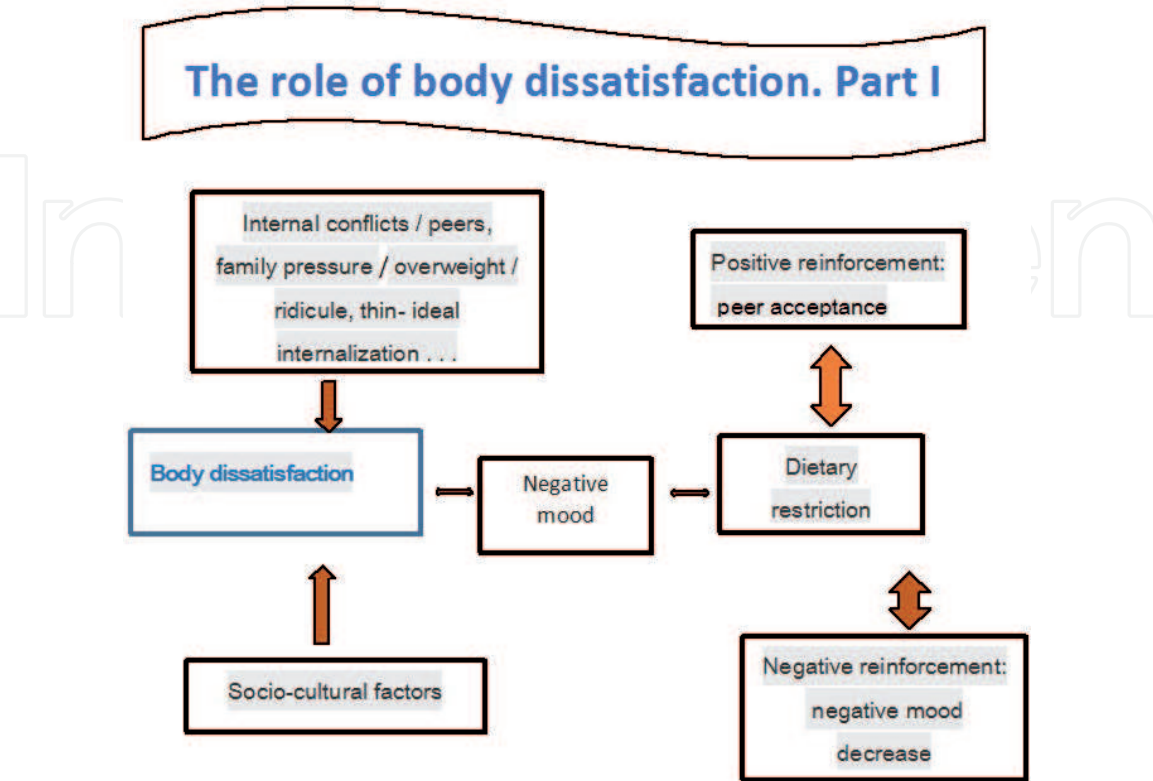 The role of body dissatisfaction. Part I
Internal conflicts / peers,
family pressure / overweight /
ridicule, thin- ideal
internalization . . .
Positive reinforcement:
peer acceptance
Body dissatisfaction
Negative
mood
Dietary
restriction
Socio-cultural factors
Negative reinforcement:
negative mood
decrease